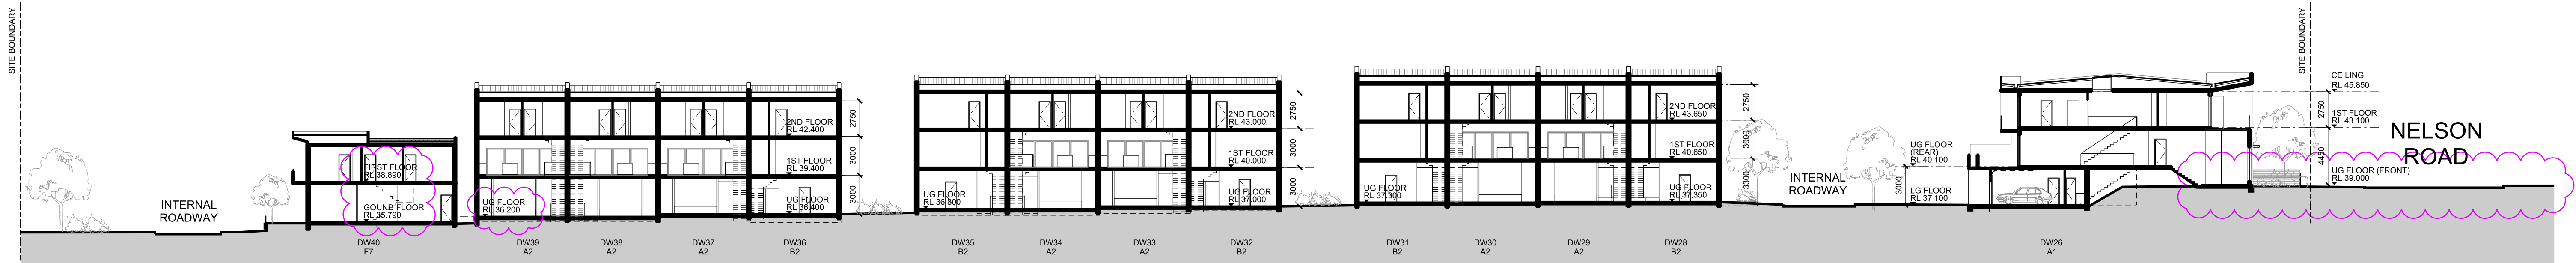 SITE BOUNDARY
INTERNAL
ROADWAY
FIRST FLOOR
RL 38.890
GOUND FLOOR
RL 35.790
DW40
F7
UG FLOOR
RL 36.200
DW39
A2
DW38
A2
DW37
A2
2ND FLOOR
RL 42.400
1ST FLOOR
RL 39.400
UG FLOOR
RL 36.400
DW36
B2
2750
3000
3000
UG FLOOR
RL 36.800
DW35
B2
DW34
A2
DW33
A2
2ND FLOOR
RL 43.000
1ST FLOOR
RL 40.000
UG FLOOR
RL 37.000
DW32
B2
2750
3000
3000
UG FLOOR
RL 37.300
DW31
B2
DW30
A2
DW29
A2
2ND FLOOR
RL 43.650
1ST FLOOR
RL 40.650
UG FLOOR
RL 37.350
DW28
B2
2750
3000
3300
INTERNAL
ROADWAY
UG FLOOR
(REAR)
RL 40.100
3000
LG FLOOR
RL 37.100
DW26
A1
SITE BOUNDARY
CEILING
RL 45.850
2750
1ST FLOOR
RL 43.100
4450
UG FLOOR (FRONT)
RL 39.000
NELSON
ROAD